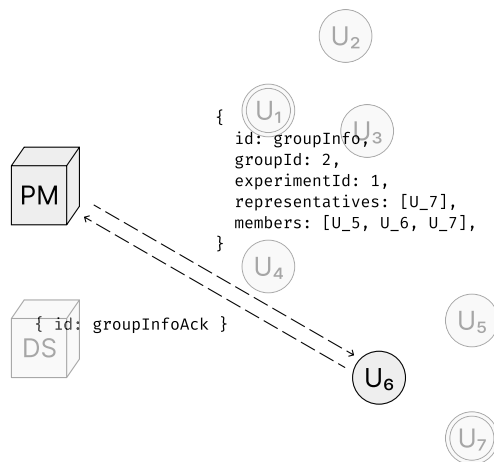 U₂
U₁
U₃
{
id: groupInfo,
groupId: 2,
experimentId: 1,
representatives: [U_7],
members: [U_5, U_6, U_7],
}
PM
U₄
{ id: groupInfoAck }
DS
U₅
U₆
U₇